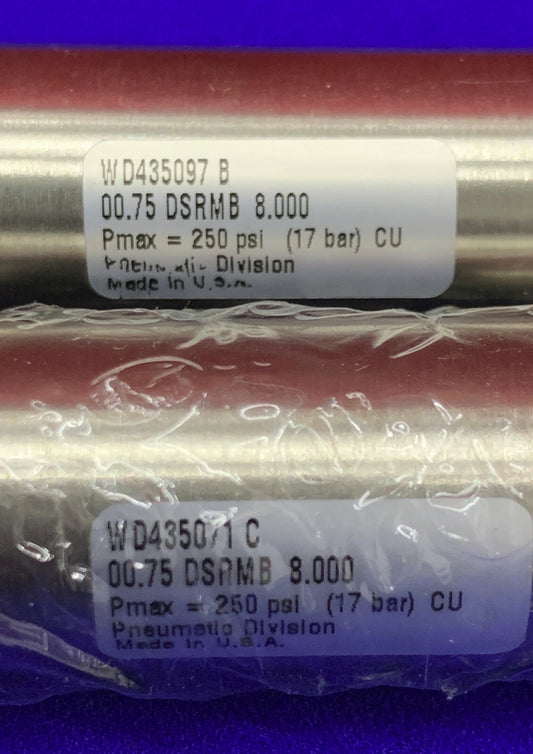 WD435097 B
00.75 DSRMB 8.000
Pmax = 250 psi (17 bar) CU
Pneumatic Division
Made in U.S.A.
WD435071 C
00.75 DSRMB 8.000
Pmax = 250 psi (17 bar) CU
Pneumatic Division
Made in U.S.A.